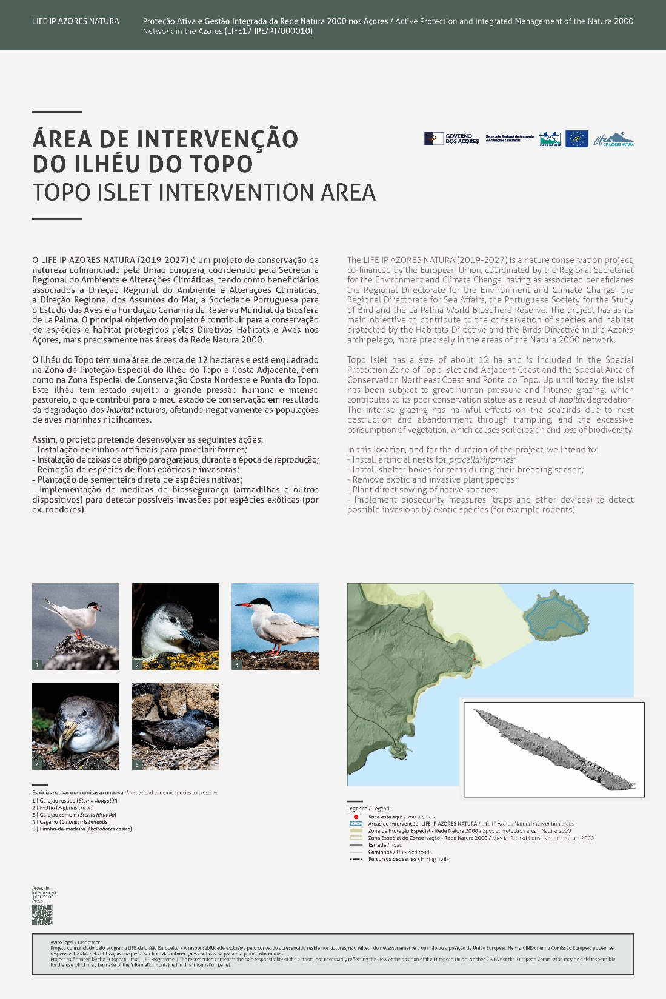 LIFE IP AZORES NATURA
Proteção Ativa e Gestão Integrada da Rede Natura 2000 nos Açores / Active Protection and Integrated Management of the Natura 2000
Network in the Azores (LIFE17 IPE/PT/000010)
ÁREA DE INTERVENÇÃO
DO ILHÉU DO TOPO
TOPO ISLET INTERVENTION AREA
GOVERNO
DOS AÇORES
Secretaria Regional do Ambiente
e Alterações Climáticas
NATURA 2000
Life
Life
IP AZORES NATURA
O LIFE IP AZORES NATURA (2019-2027) é um projeto de conservação da
natureza cofinanciado pela União Europeia, coordenado pela Secretaria
Regional do Ambiente e Alterações Climáticas, tendo como beneficiários
associados a Direção Regional do Ambiente e Alterações Climáticas,
a Direção Regional dos Assuntos do Mar, a Sociedade Portuguesa para
o Estudo das Aves e a Fundação Canarina da Reserva Mundial da Biosfera
de La Palma. O principal objetivo do projeto é contribuir para a conservação
de espécies e habitat protegidos pelas Diretivas Habitats e Aves nos
Açores, mais precisamente nas áreas da Rede Natura 2000.
O Ilhéu do Topo tem uma área de cerca de 12 hectares e está enquadrado
na Zona de Proteção Especial do Ilhéu do Topo e Costa Adjacente, bem
como na Zona Especial de Conservação Costa Nordeste e Ponta do Topo.
Este ilhéu tem estado sujeito a grande pressão humana e intenso
pastoreio, o que contribui para o mau estado de conservação em resultado
da degradação dos habitat naturais, afetando negativamente as populações
de aves marinhas nidificantes.
Assim, o projeto pretende desenvolver as seguintes ações:
- Instalação de ninhos artificiais para procelariiformes;
- Instalação de caixas de abrigo para garajaus, durante a época de reprodução;
- Remoção de espécies de flora exóticas e invasoras;
- Plantação de sementeira direta de espécies nativas;
- Implementação de medidas de biossegurança (armadilhas e outros
dispositivos) para detetar possíveis invasões por espécies exóticas (por
ex. roedores).
The LIFE IP AZORES NATURA (2019-2027) is a nature conservation project,
co-financed by the European Union, coordinated by the Regional Secretariat
for the Environment and Climate Change, having as associated beneficiaries
the Regional Directorate for the Environment and Climate Change, the
Regional Directorate for Sea Affairs, the Portuguese Society for the Study
of Bird and the La Palma World Biosphere Reserve. The project has as its
main objective to contribute to the conservation of species and habitat
protected by the Habitats Directive and the Birds Directive in the Azores
archipelago, more precisely in the areas of the Natura 2000 network.
Topo Islet has a size of about 12 ha and is included in the Special
Protection Zone of Topo Islet and Adjacent Coast and the Special Area of
Conservation Northeast Coast and Ponta do Topo. Up until today, the islet
has been subject to great human pressure and intense grazing, which
contributes to its poor conservation status as a result of habitat degradation.
The intense grazing has harmful effects on the seabirds due to nest
destruction and abandonment through trampling, and the excessive
consumption of vegetation, which causes soil erosion and loss of biodiversity.
In this location, and for the duration of the project, we intend to:
- Install artificial nests for procellariiformes;
- Install shelter boxes for terns during their breeding season;
- Remove exotic and invasive plant species;
- Plant direct sowing of native species;
- Implement biosecurity measures (traps and other devices) to detect
possible invasions by exotic species (for example rodents).
1
2
3
4
5
Espécies nativas e endémicas a conservar / Native and endemic species to preserve:
1 | Garajau rosado (Sterna dougallii)
2 | Frulho (Puffinus baroli)
3 | Garajau comum (Sterna hirundo)
4 | Cagarro (Calonectris borealis)
5 | Painho-da-madeira (Hydrobates castro)
Legenda / Legend:
Você está aqui / You are here
Áreas de intervenção_LIFE IP AZORES NATURA / Life IP Azores Natura Intervention areas
Zona de Proteção Especial - Rede Natura 2000 / Special Protection area - Natura 2000
Zona Especial de Conservação - Rede Natura 2000 / Special Area of Conservation - Natura 2000
Estrada / Road
Caminhos / Unpaved roads
Percursos pedestres / Hiking trails
Áreas de
Intervenção
Intervetion
Areas
Aviso legal / Disclaimer
Projeto cofinanciado pelo programa LIFE da União Europeia. / A responsabilidade exclusiva pelo conteúdo apresentado reside nos autores, não refletindo necessariamente a opinião ou a posição da União Europeia. Nem a CINEA nem a Comissão Europeia podem ser
responsabilizadas pela utilização que possa ser feita das informações contidas no presente painel informativo.
Project co-financed by the European Union LIFE Programme | The represented content is the sole responsibility of the authors, not necessarily reflecting the view or the position of the European Union. Neither CINEA nor the European Commission may be held responsible
for the use which may be made of the information contained in this information panel.